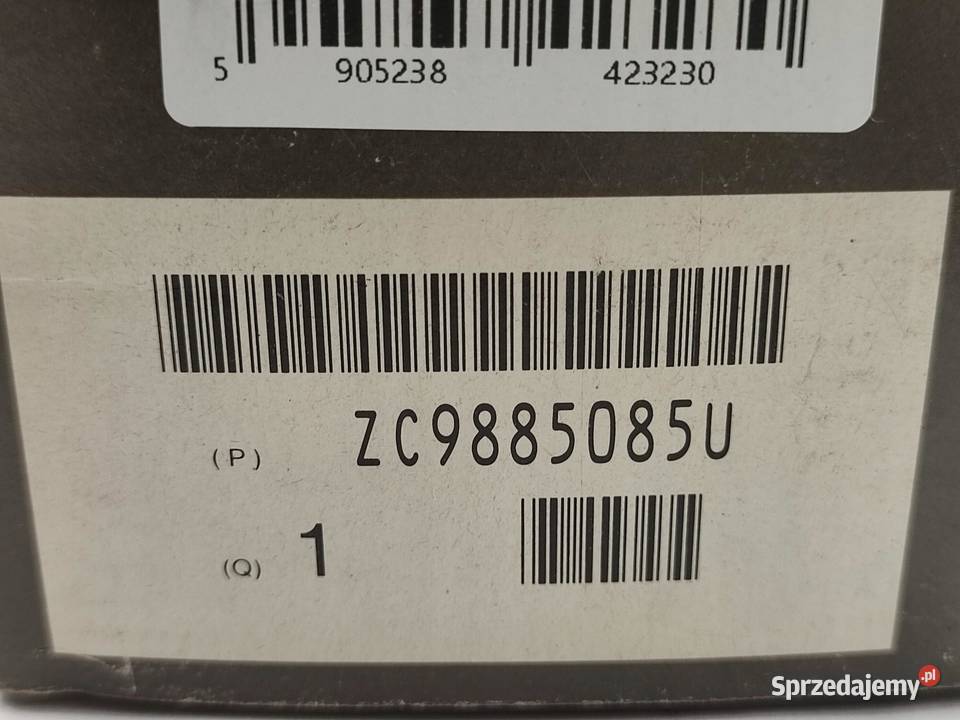 5 905238 423230
(P) ZC9885085U
(Q) 1
Sprzedajemy.pl